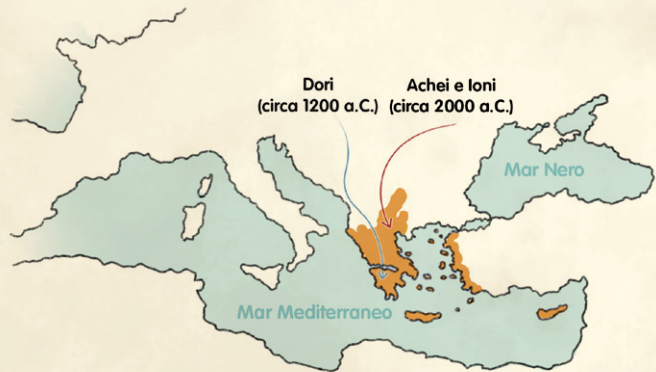 Dori
(circa 1200 a.C.)
Achei e Ioni
(circa 2000 a.C.)
Mar Nero
Mar Mediterraneo